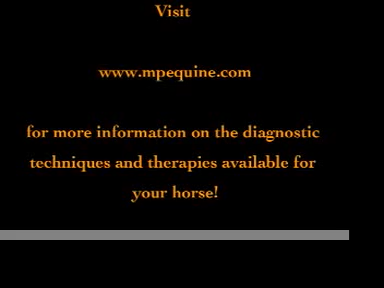 Visit
www.mpequine.com
for more information on the diagnostic
techniques and therapies available for
your horse!